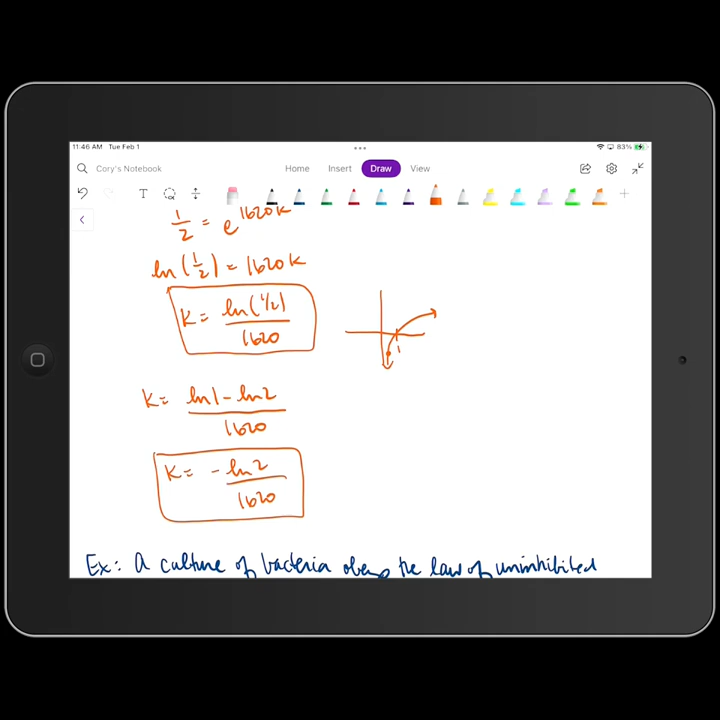 11:46 AM Tue Feb 1
83%
Cory's Notebook
Home Insert Draw View
T
1/2 = e^1620k
ln(1/2) = 1620k
k = ln(1/2)/1620
1
k = ln1 - ln2/1620
k = -ln2/1620
Ex: A culture of bacteria obeys the law of uninhibited